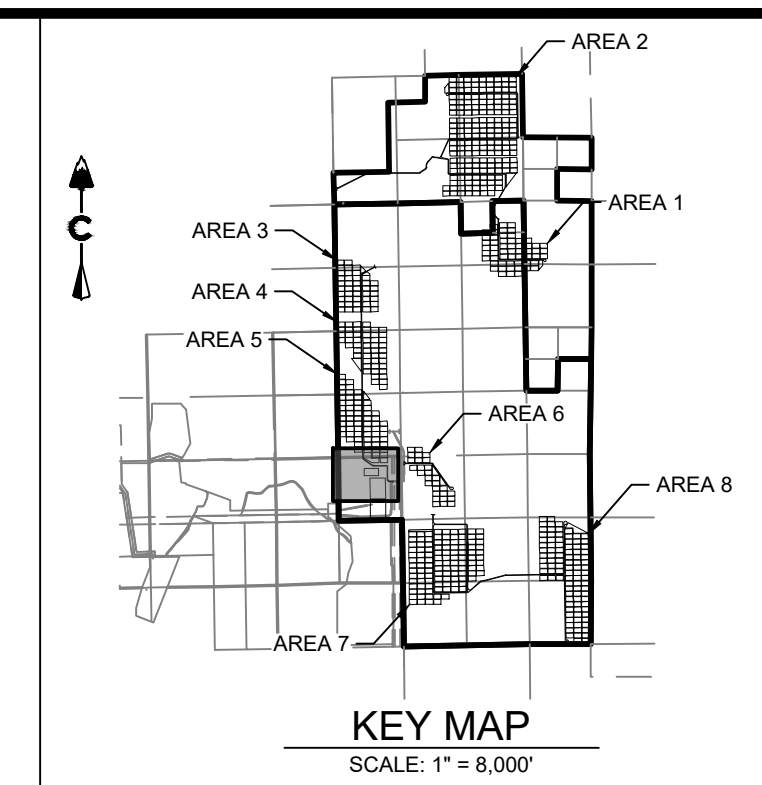 AREA 2
AREA 1
AREA 3
AREA 4
AREA 5
AREA 6
AREA 8
AREA 7
C
KEY MAP
SCALE: 1" = 8,000'